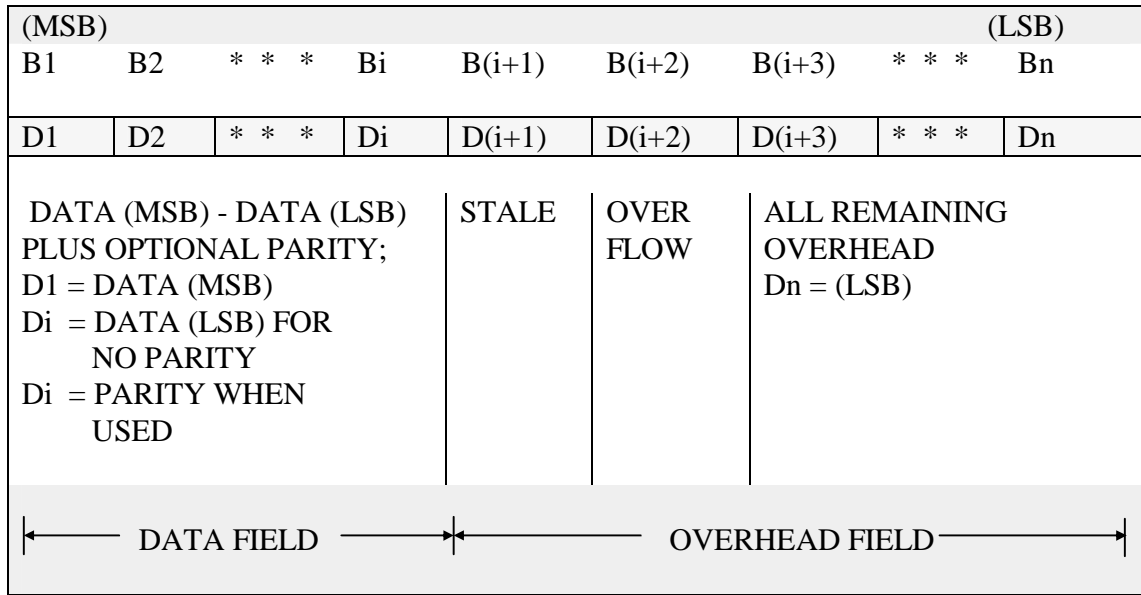 (MSB) (LSB)
B1 B2 * * * Bi B(i+1) B(i+2) B(i+3) * * * Bn
D1 D2 * * * Di D(i+1) D(i+2) D(i+3) * * * Dn
DATA (MSB) - DATA (LSB) STALE OVER ALL REMAINING
PLUS OPTIONAL PARITY; FLOW OVERHEAD
D1 = DATA (MSB) Dn = (LSB)
Di = DATA (LSB) FOR
NO PARITY
Di = PARITY WHEN
USED
DATA FIELD OVERHEAD FIELD